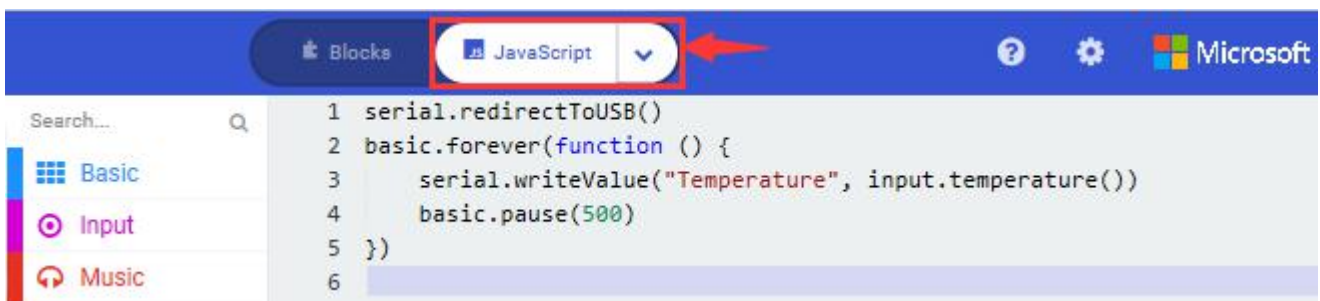 Blocks
JS JavaScript
Microsoft
Search...
Basic
Input
Music
1 serial.redirectToUSB()
2 basic.forever(function () {
3     serial.writeValue("Temperature", input.temperature())
4     basic.pause(500)
5 })
6